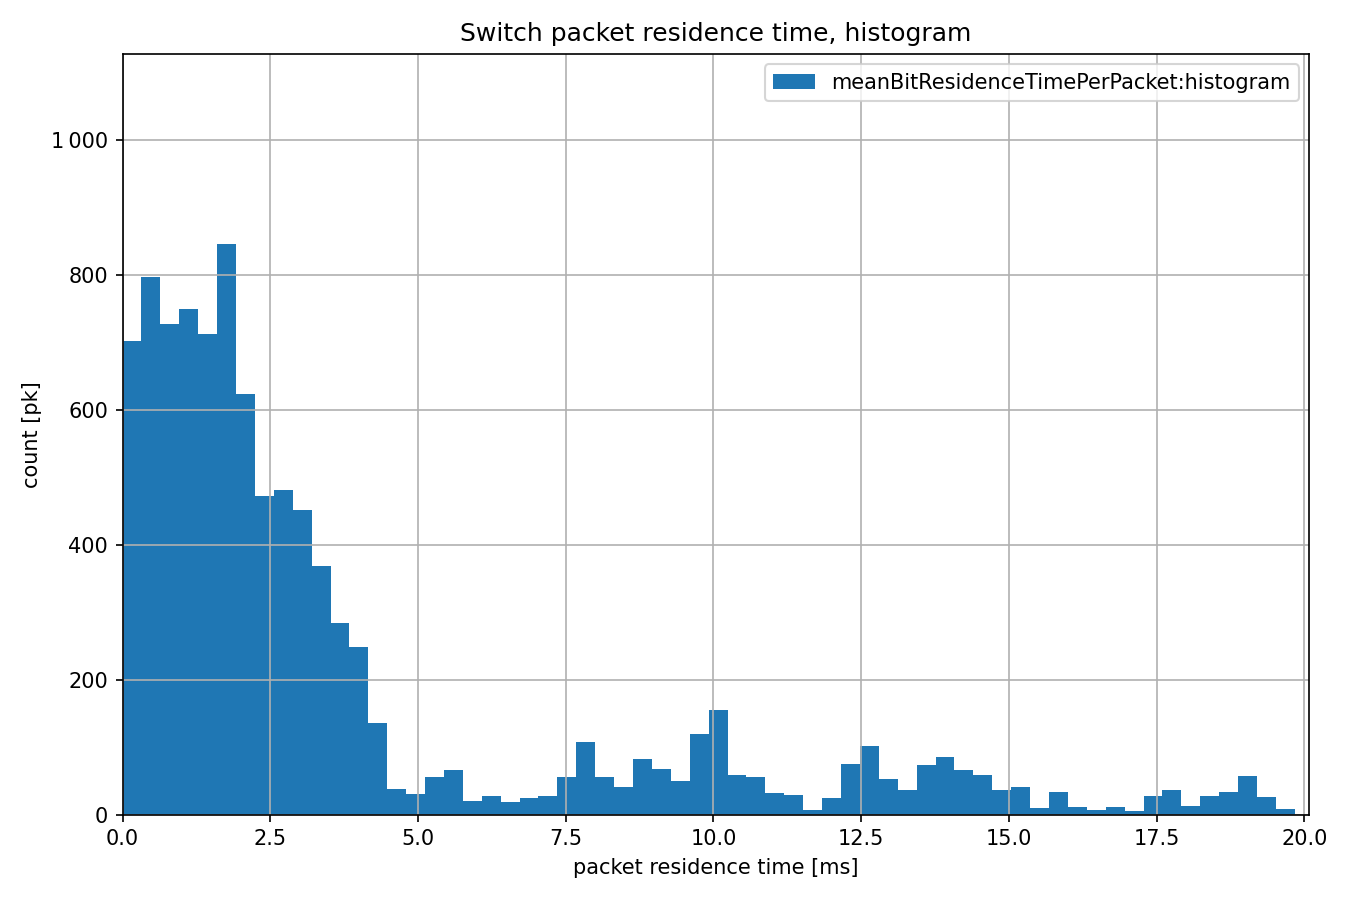 Switch packet residence time, histogram
meanBitResidenceTimePerPacket:histogram
1 000
800
600
400
200
0
count [pk]
0.0 2.5 5.0 7.5 10.0 12.5 15.0 17.5 20.0
packet residence time [ms]